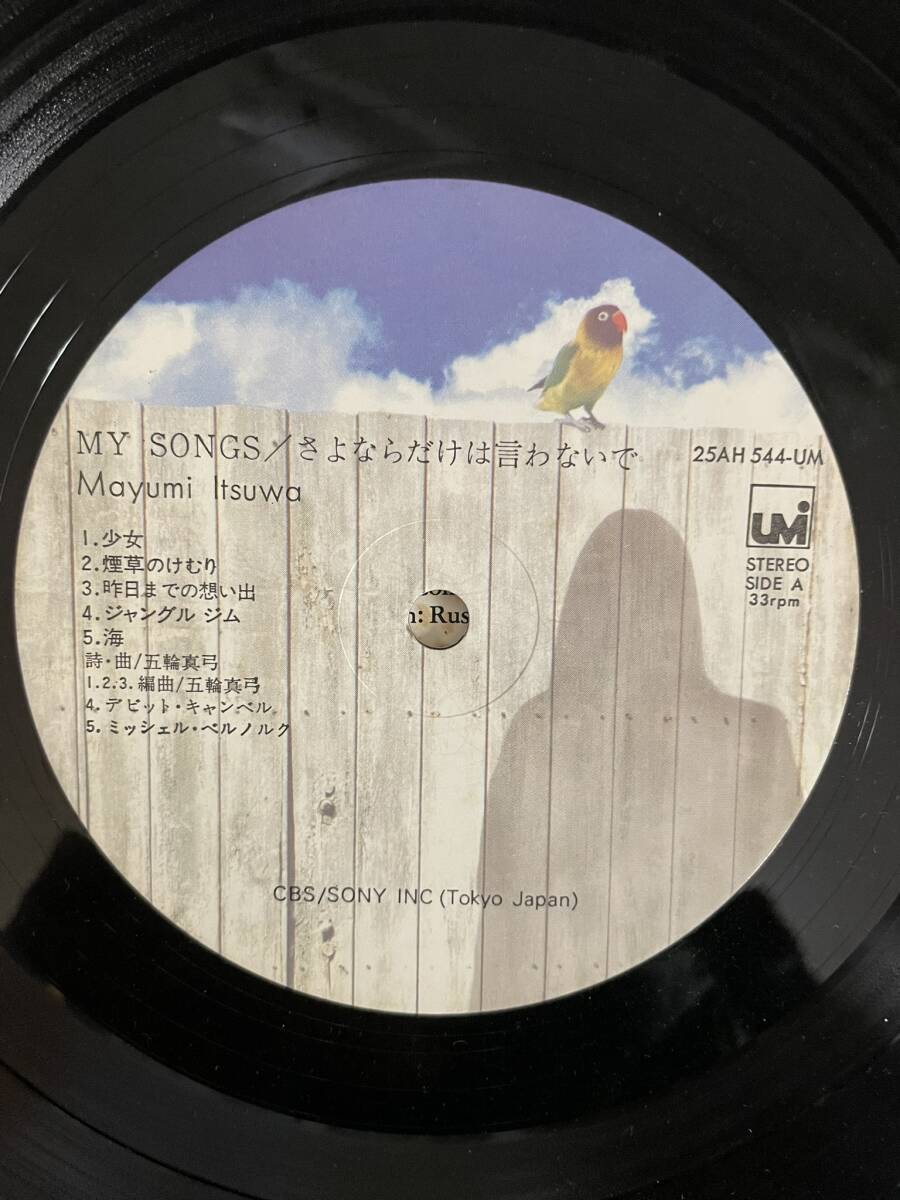 MY SONGS/さよならだけは言わないで
Mayumi Itsuwa
25AH 544-UM
UMi
STEREO
SIDE A
33rpm
1.少女
2.煙草のけむり
3.昨日までの想い出
4.ジャングル ジム
5.海
詩・曲/五輪真弓
1.2.3.編曲/五輪真弓
4.デビット・キャンベル
5.ミッシェル・ベルノルク
: Rus
CBS/SONY INC (Tokyo Japan)